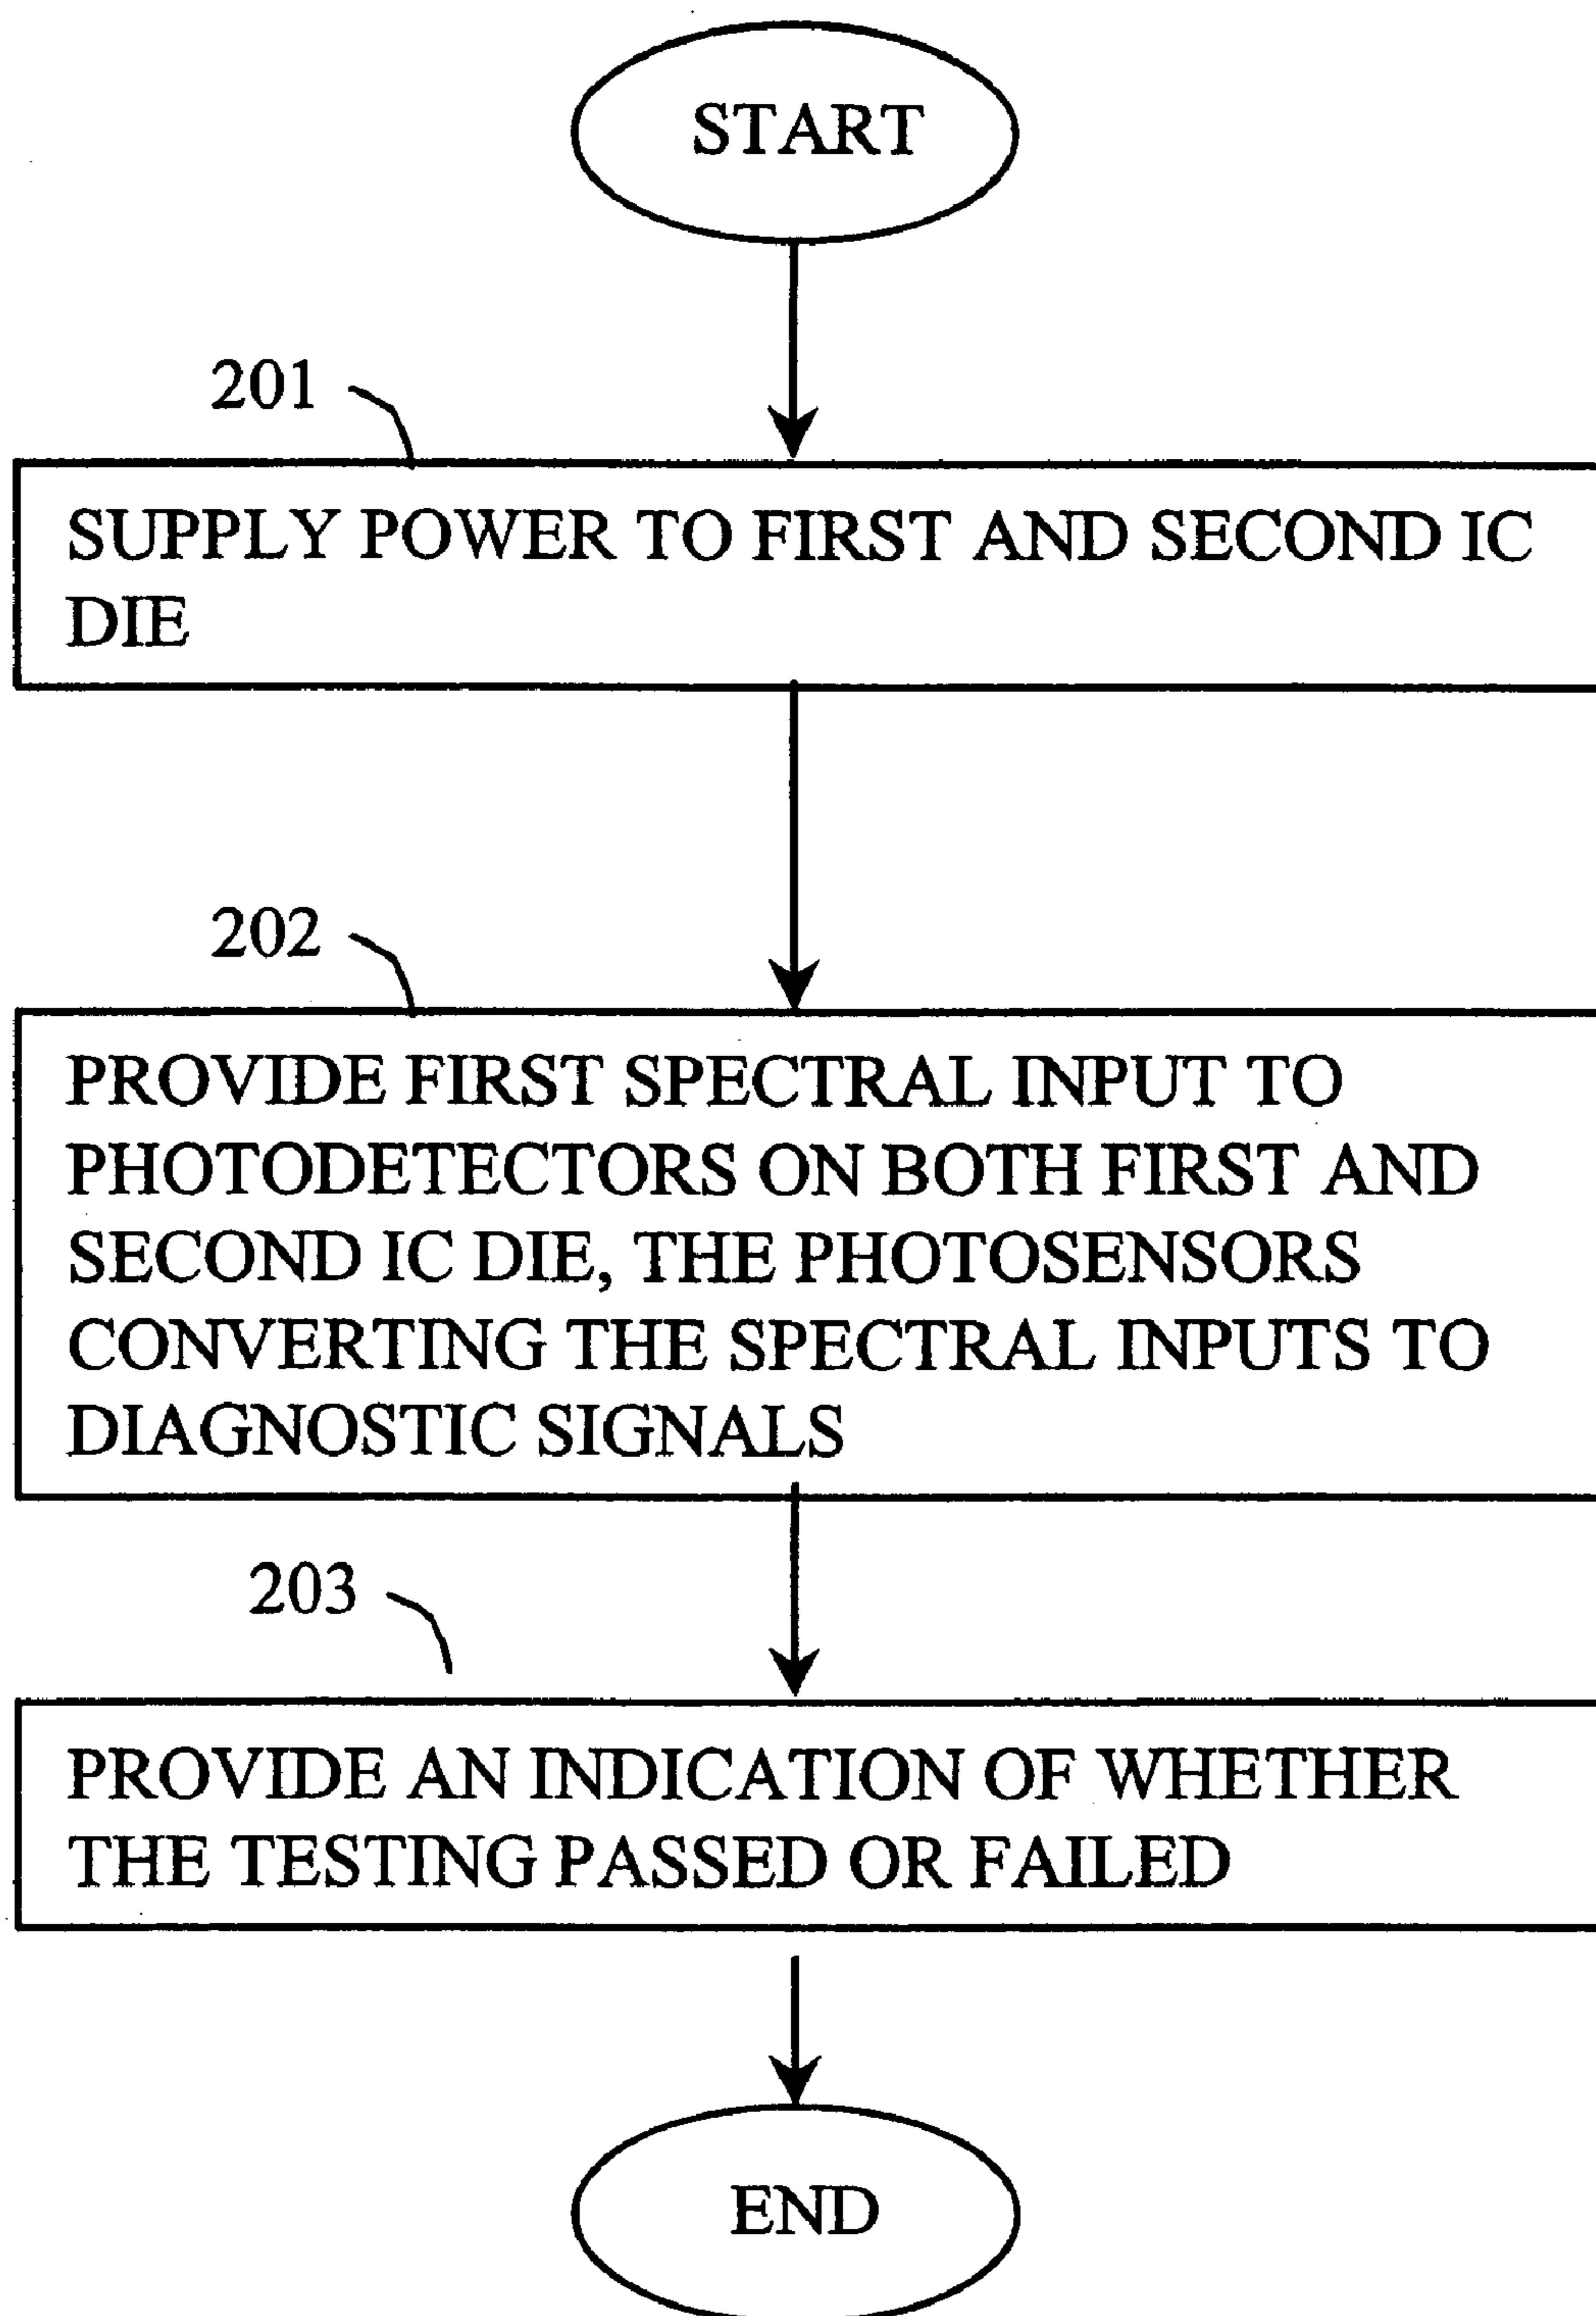 START
201
SUPPLY POWER TO FIRST AND SECOND IC
DIE
202
PROVIDE FIRST SPECTRAL INPUT TO
PHOTODETECTORS ON BOTH FIRST AND
SECOND IC DIE, THE PHOTOSENSORS
CONVERTING THE SPECTRAL INPUTS TO
DIAGNOSTIC SIGNALS
203
PROVIDE AN INDICATION OF WHETHER
THE TESTING PASSED OR FAILED
END